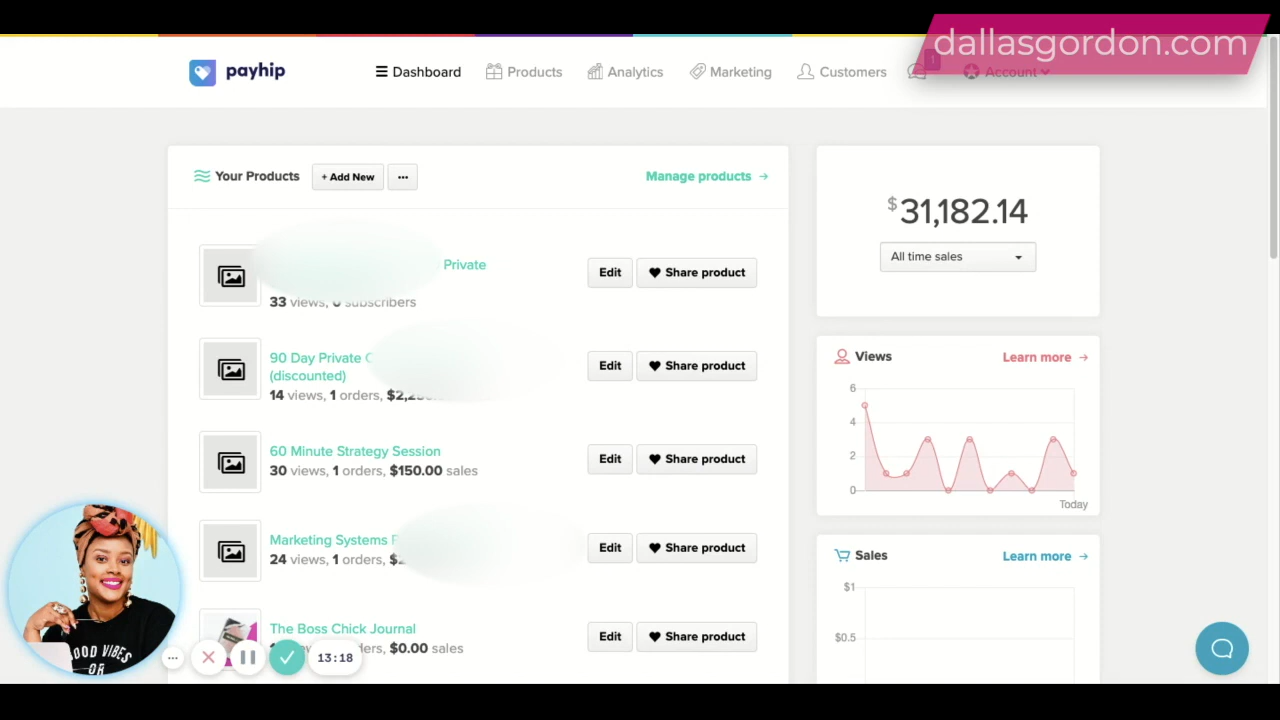 dallasgordon.com
payhip
Dashboard
Products
Analytics
Marketing
Customers
1
Account
Your Products
+ Add New
Manage products →
$31,182.14
All time sales
Private
33 views, 0 subscribers
Edit
Share product
90 Day Private
(discounted)
14 views, 1 orders,
Edit
Share product
60 Minute Strategy Session
30 views, 1 orders, $150.00 sales
Edit
Share product
Marketing Systems
24 views, 1 orders,
Edit
Share product
The Boss Chick Journal
$0.00 sales
Edit
Share product
Views
Learn more →
6
4
2
0
Today
Sales
Learn more →
$1
$0.5
GOOD VIBES
OR
13:18